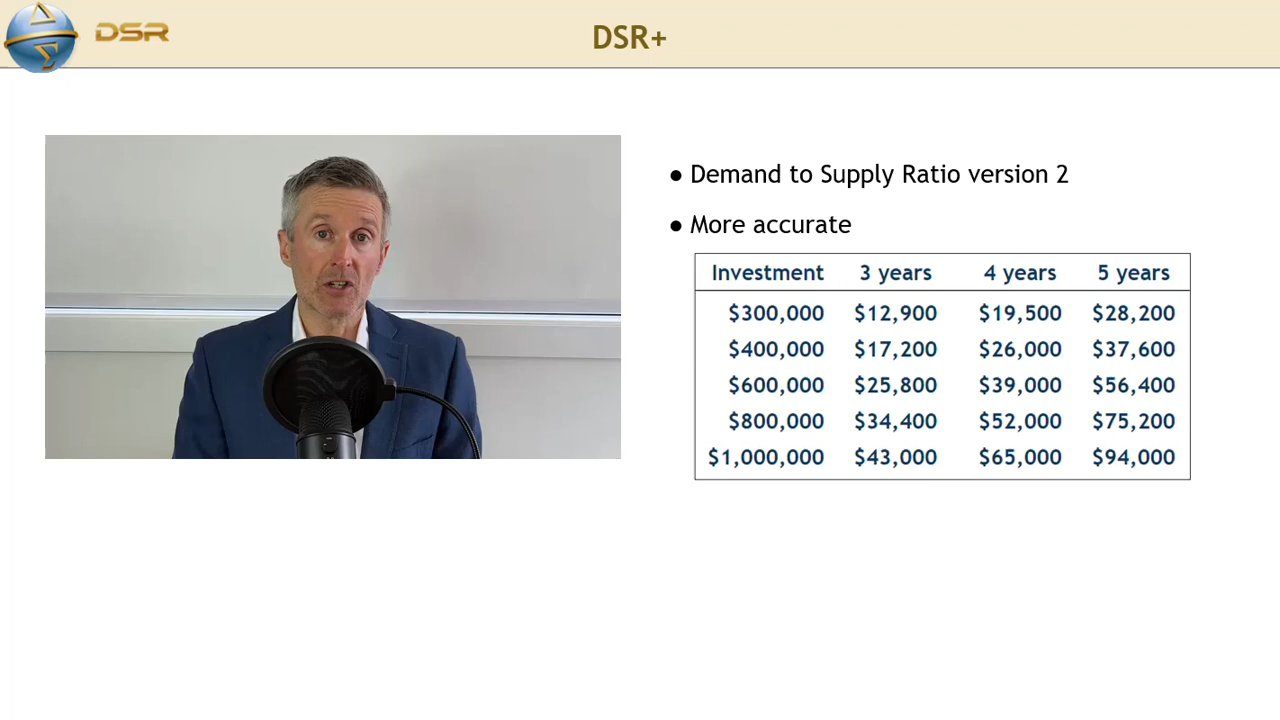 DSR
DSR+
● Demand to Supply Ratio version 2
● More accurate
Investment 3 years 4 years 5 years
$300,000 $12,900 $19,500 $28,200
$400,000 $17,200 $26,000 $37,600
$600,000 $25,800 $39,000 $56,400
$800,000 $34,400 $52,000 $75,200
$1,000,000 $43,000 $65,000 $94,000